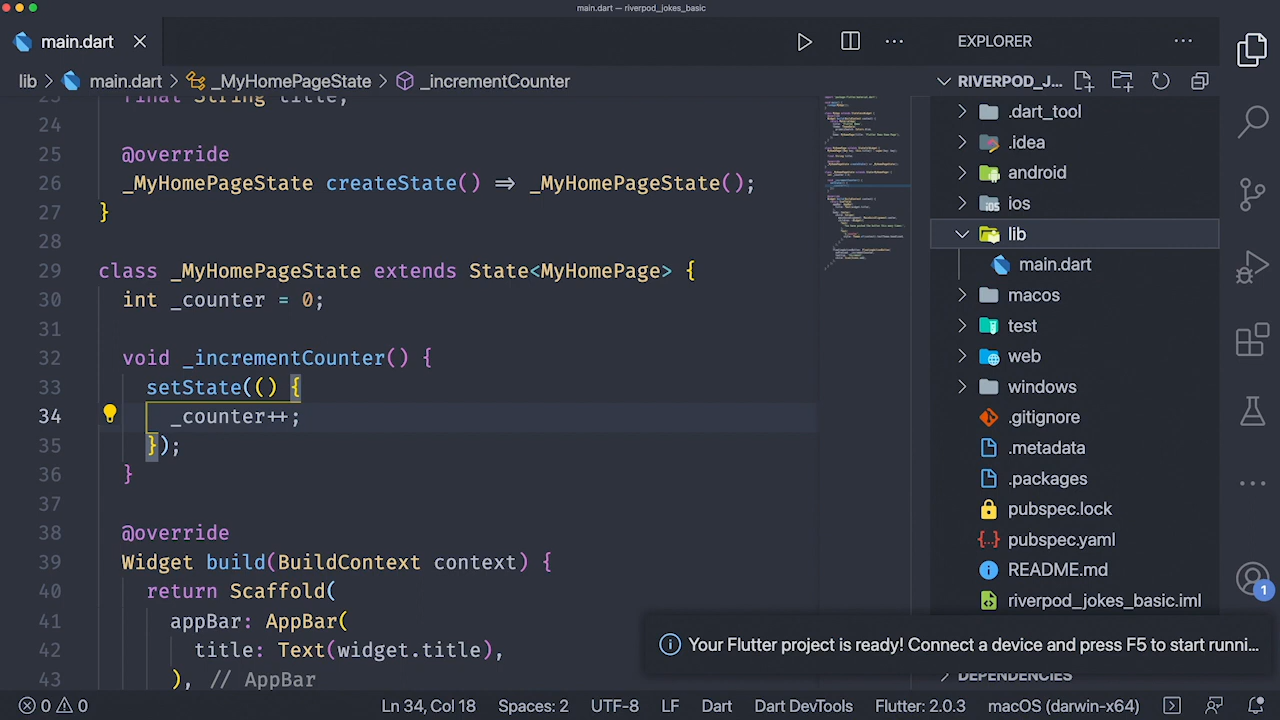 main.dart — riverpod_jokes_basic
main.dart
lib > main.dart > _MyHomePageState > _incrementCounter
23 final String title;
24
25 @override
26 _MyHomePageState createState() => _MyHomePageState();
27 }
28
29 class _MyHomePageState extends State<MyHomePage> {
30 int _counter = 0;
31
32 void _incrementCounter() {
33 setState(() {
34 _counter++;
35 });
36 }
37
38 @override
39 Widget build(BuildContext context) {
40 return Scaffold(
41 appBar: AppBar(
42 title: Text(widget.title),
43 ), // AppBar
EXPLORER
RIVERPOD_J...
.dart_tool
.idea
android
ios
lib
main.dart
macos
test
web
windows
.gitignore
.metadata
.packages
pubspec.lock
pubspec.yaml
README.md
riverpod_jokes_basic.iml
1
Your Flutter project is ready! Connect a device and press F5 to start runni...
DEPENDENCIES
0 0 Ln 34, Col 18 Spaces: 2 UTF-8 LF Dart Dart DevTools Flutter: 2.0.3 macOS (darwin-x64)